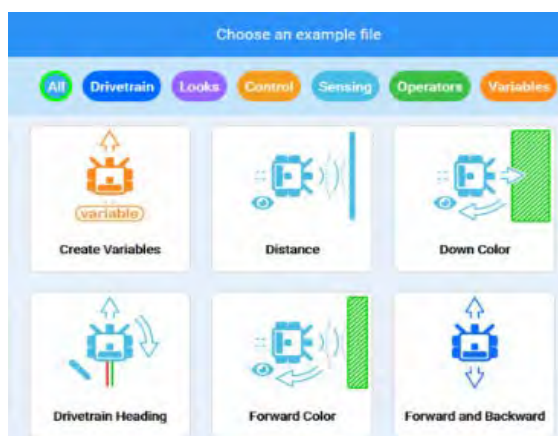 Choose an example file
All Drivetrain Looks Control Sensing Operators Variables
(variable)
Create Variables Distance Down Color
Drivetrain Heading Forward Color Forward and Backward